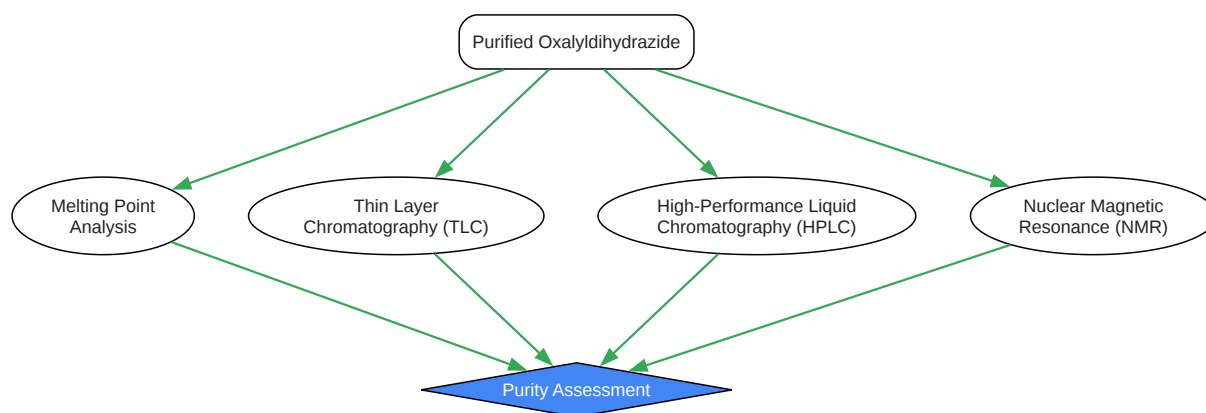 Purified Oxalyldihydrazide
Melting Point
Analysis
Thin Layer
Chromatography (TLC)
High-Performance Liquid
Chromatography (HPLC)
Nuclear Magnetic
Resonance (NMR)
Purity Assessment